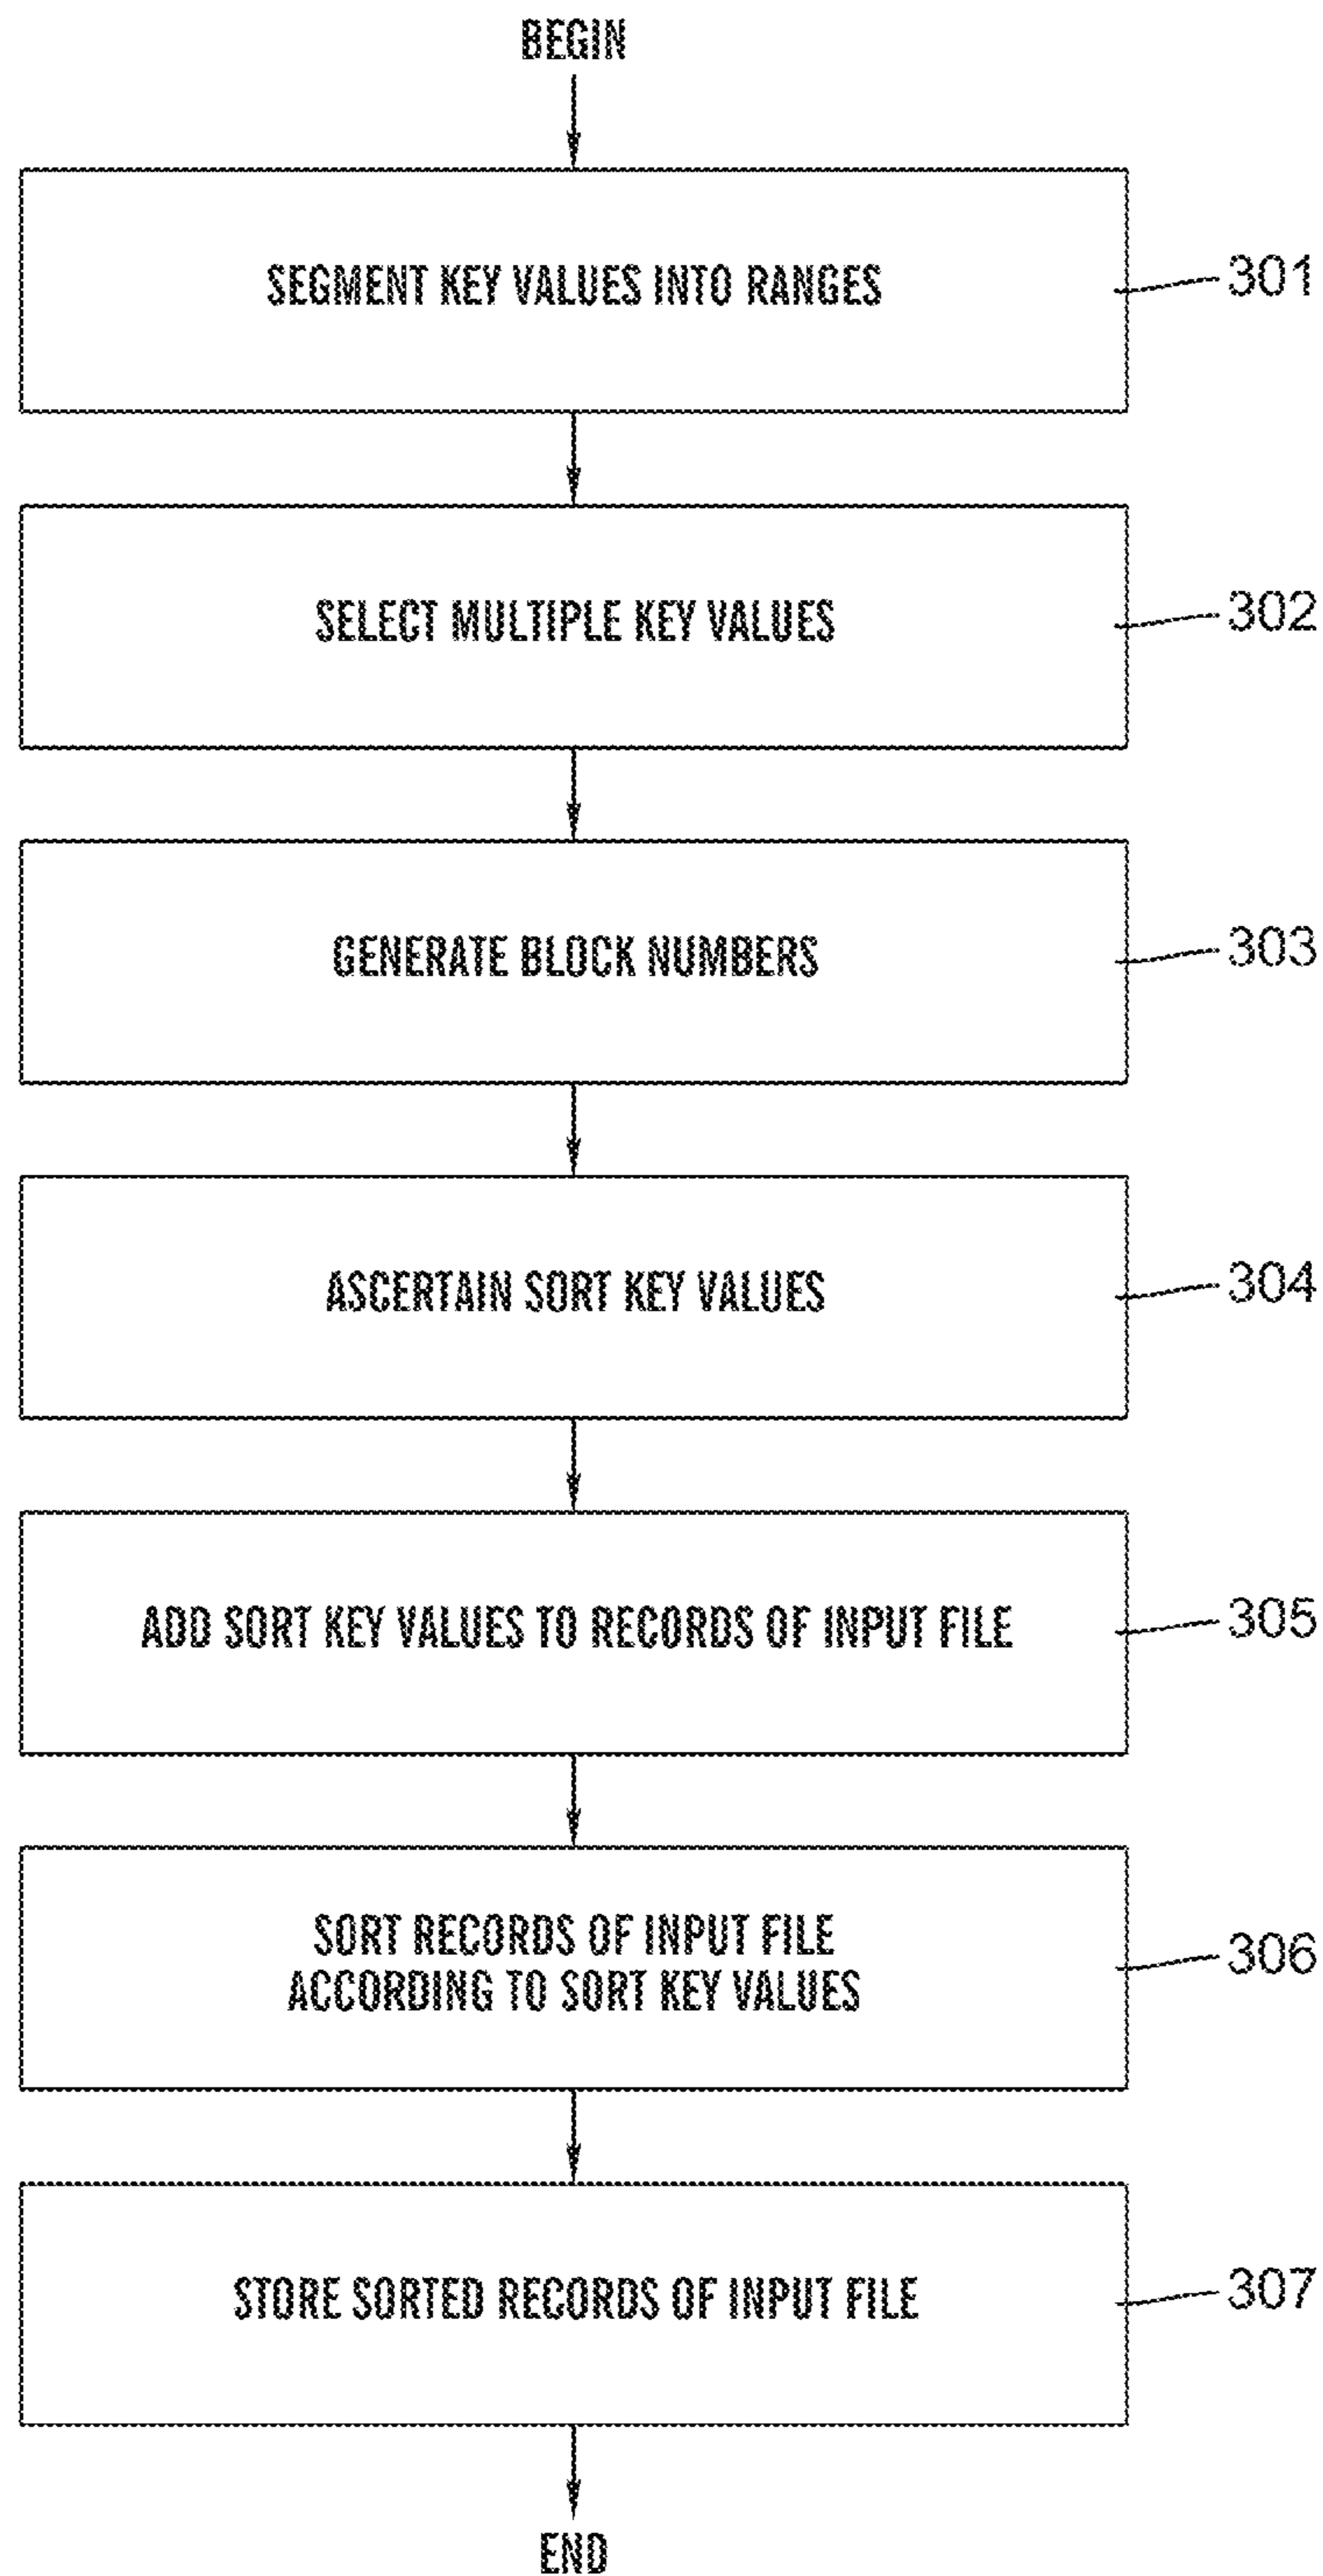 BEGIN
SEGMENT KEY VALUES INTO RANGES
301
SELECT MULTIPLE KEY VALUES
302
GENERATE BLOCK NUMBERS
303
ASCERTAIN SORT KEY VALUES
304
ADD SORT KEY VALUES TO RECORDS OF INPUT FILE
305
SORT RECORDS OF INPUT FILE
ACCORDING TO SORT KEY VALUES
306
STORE SORTED RECORDS OF INPUT FILE
307
END